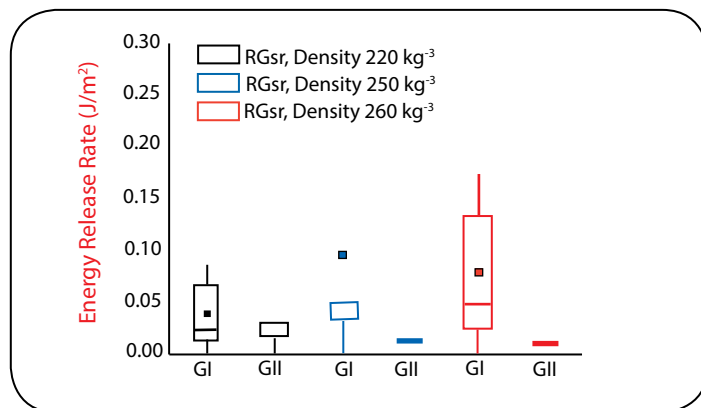 0.30
0.25
0.20
0.15
0.10
0.05
0.00
Energy Release Rate (J/m²)
RGsr, Density 220 kg⁻³
RGsr, Density 250 kg⁻³
RGsr, Density 260 kg⁻³
GI GII GI GII GI GII